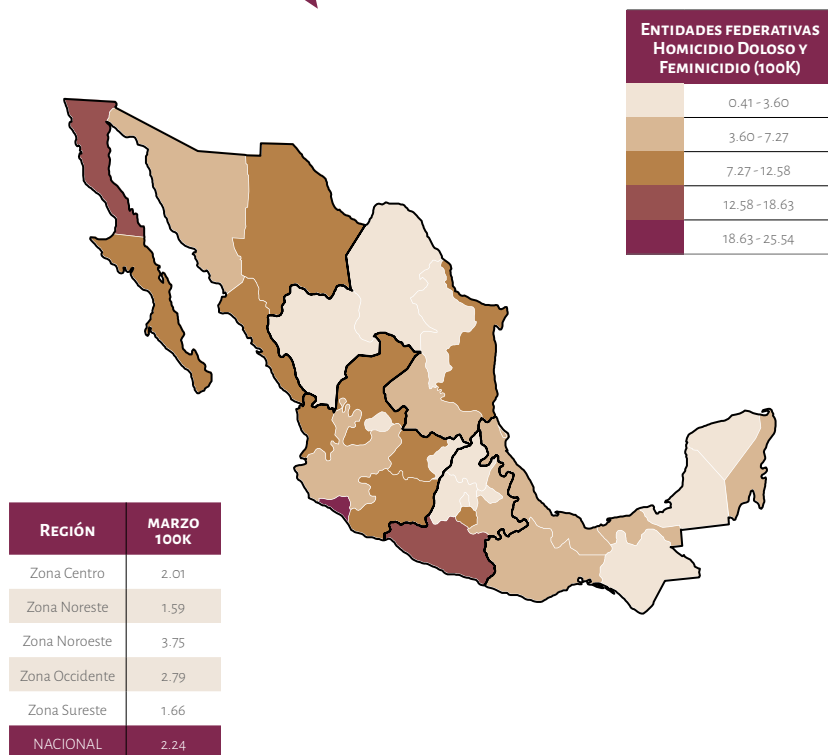 Entidades federativas
Homicidio Doloso y
Feminicidio (100K)
0.41 - 3.60
3.60 - 7.27
7.27 - 12.58
12.58 - 18.63
18.63 - 25.54
Región marzo 100K
Zona Centro 2.01
Zona Noreste 1.59
Zona Noroeste 3.75
Zona Occidente 2.79
Zona Sureste 1.66
NACIONAL 2.24